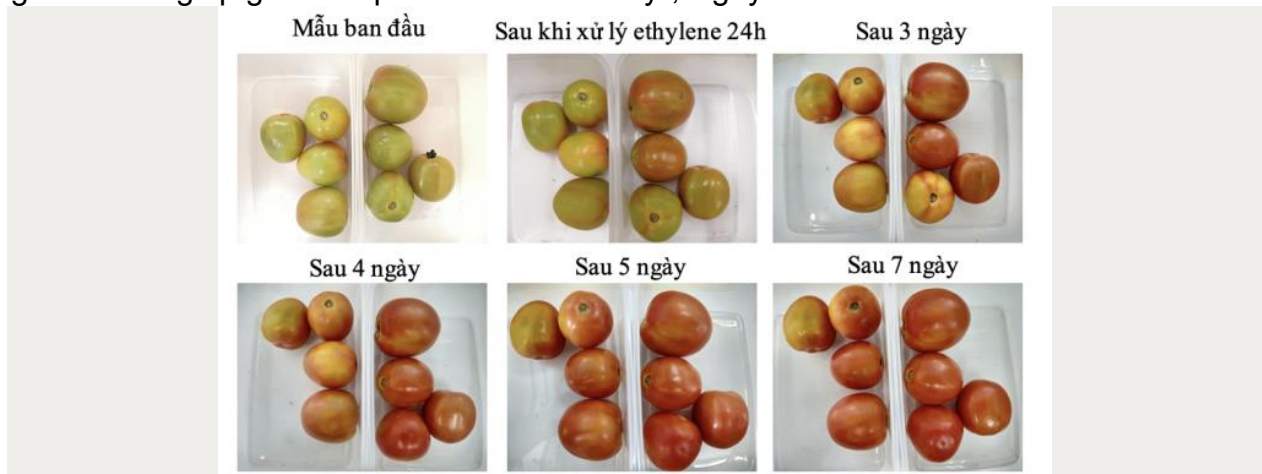 Mẫu ban đầu
Sau khi xử lý ethylene 24h
Sau 3 ngày
Sau 4 ngày
Sau 5 ngày
Sau 7 ngày